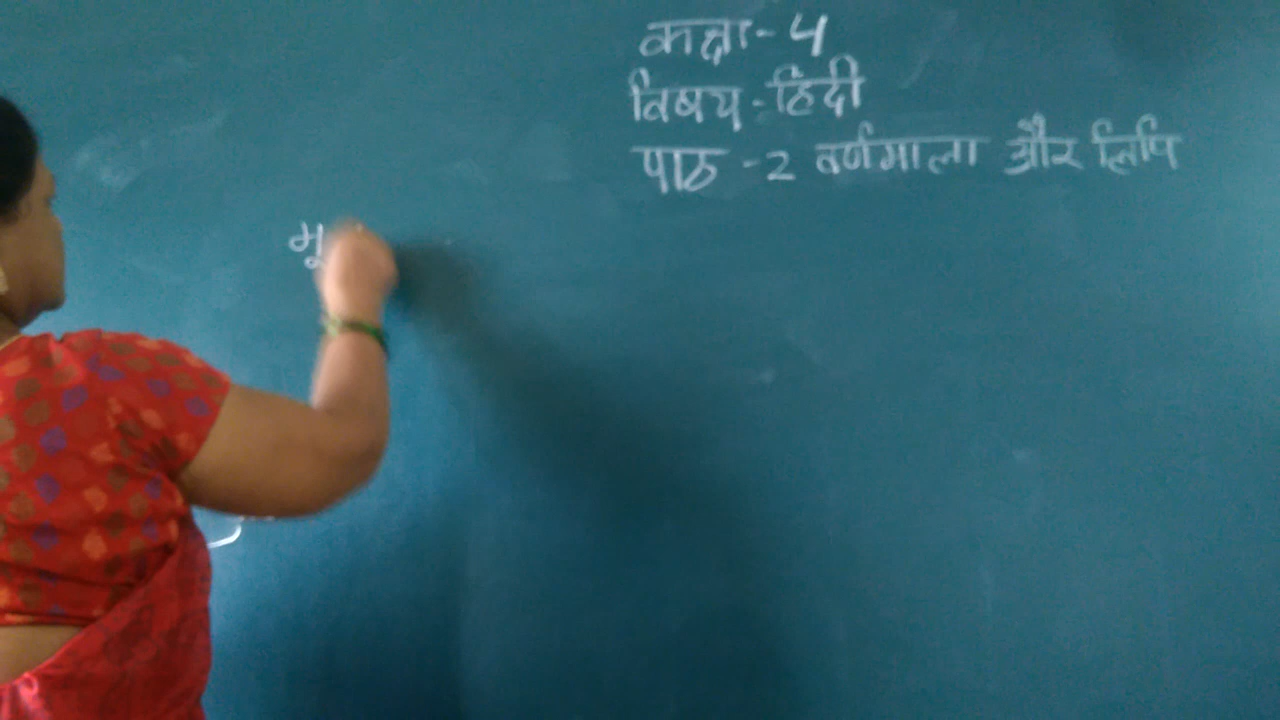 कक्षा - 4
विषय - हिंदी
पाठ - 2 वर्णमाला और लिपि
मू